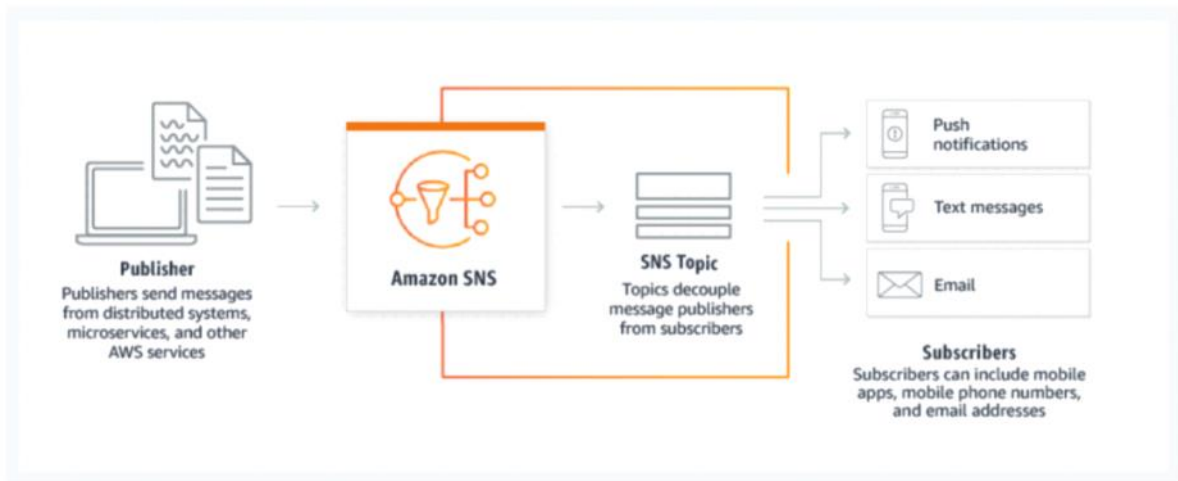 Publisher
Publishers send messages
from distributed systems,
microservices, and other
AWS services
Amazon SNS
SNS Topic
Topics decouple
message publishers
from subscribers
Push
notifications
Text messages
Email
Subscribers
Subscribers can include mobile
apps, mobile phone numbers,
and email addresses